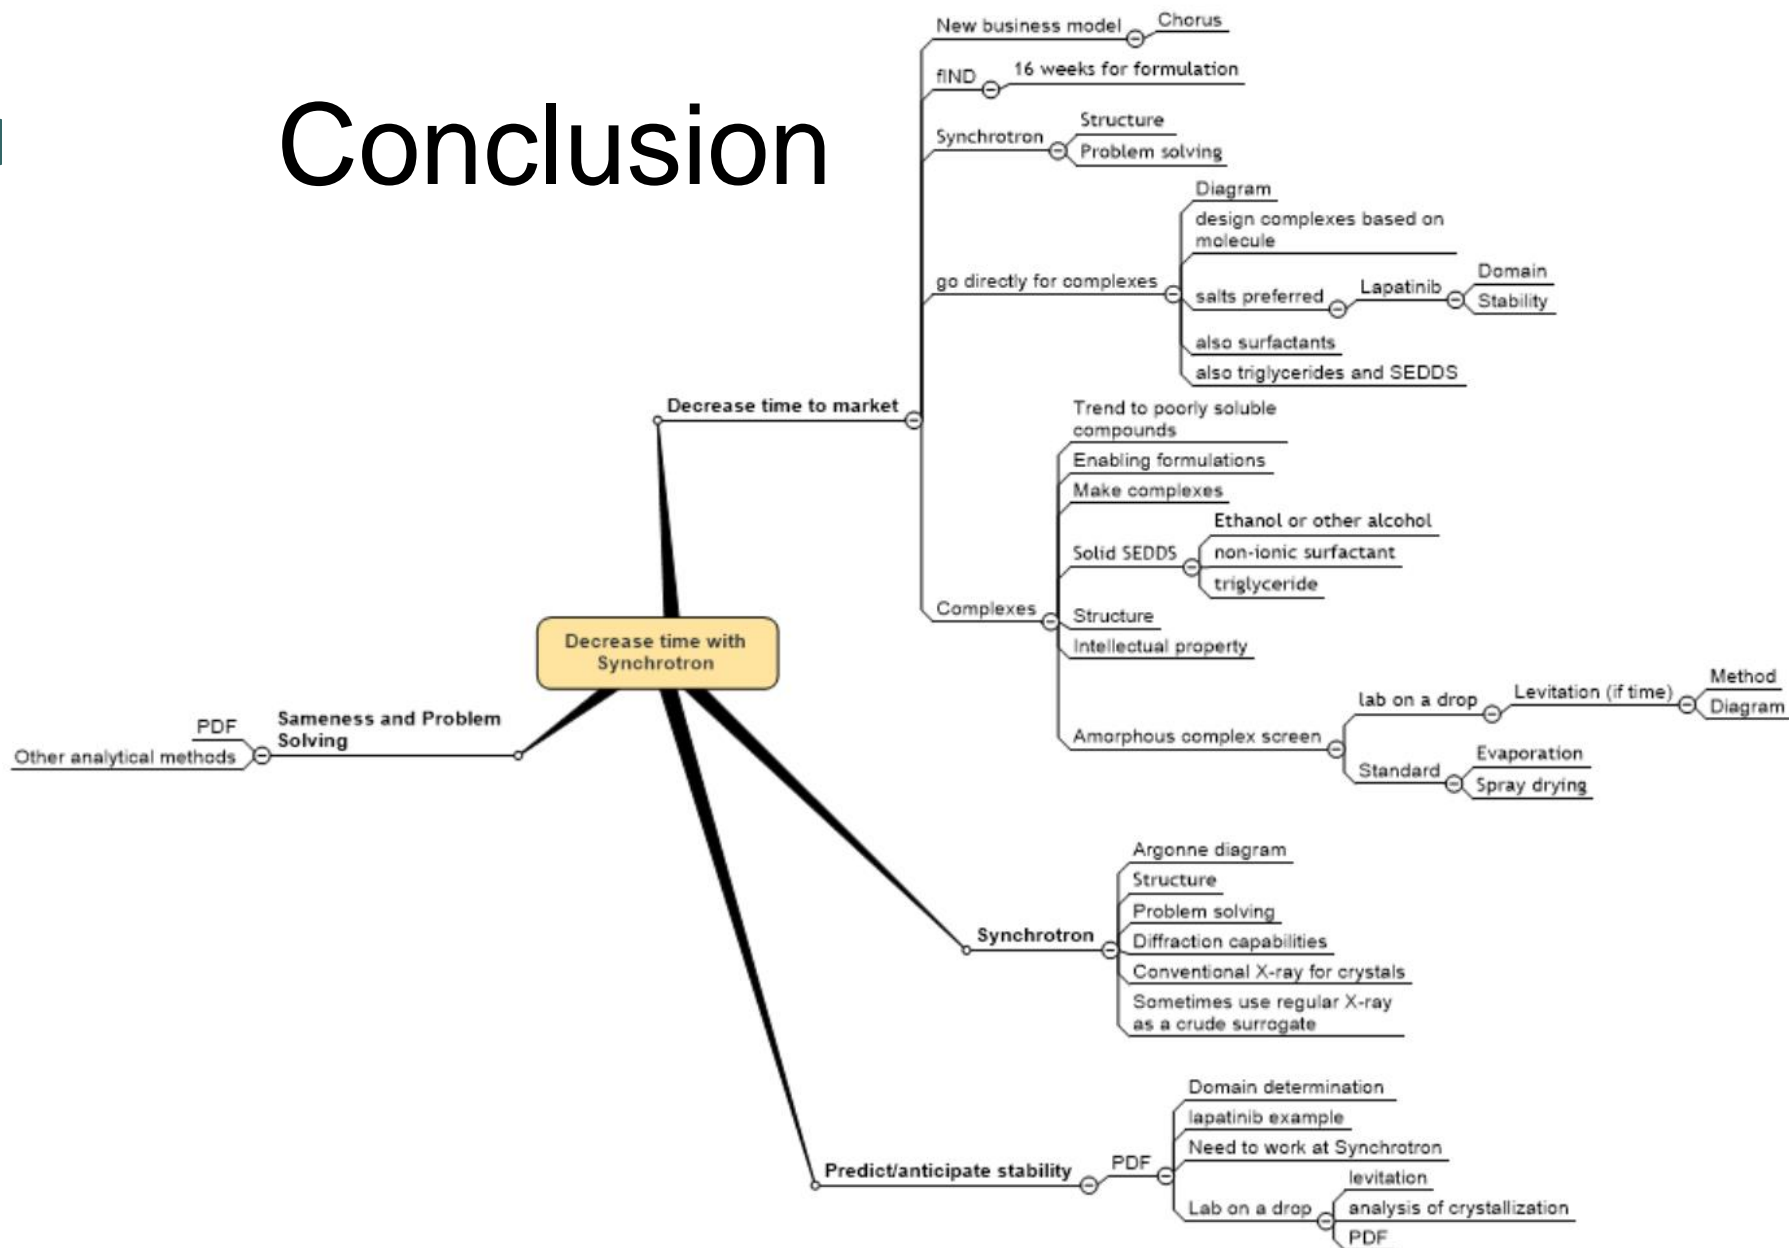 Conclusion
New business model
Chorus
fIND
16 weeks for formulation
Synchrotron
Structure
Problem solving
go directly for complexes
Diagram
design complexes based on
molecule
salts preferred
Lapatinib
Domain
Stability
also surfactants
also triglycerides and SEDDS
Decrease time to market
Trend to poorly soluble
compounds
Enabling formulations
Make complexes
Solid SEDDS
Ethanol or other alcohol
non-ionic surfactant
triglyceride
Complexes
Structure
Intellectual property
Amorphous complex screen
lab on a drop
Levitation (if time)
Method
Diagram
Standard
Evaporation
Spray drying
Decrease time with
Synchrotron
Sameness and Problem
Solving
PDF
Other analytical methods
Synchrotron
Argonne diagram
Structure
Problem solving
Diffraction capabilities
Conventional X-ray for crystals
Sometimes use regular X-ray
as a crude surrogate
Predict/anticipate stability
PDF
Domain determination
lapatinib example
Need to work at Synchrotron
Lab on a drop
levitation
analysis of crystallization
PDF